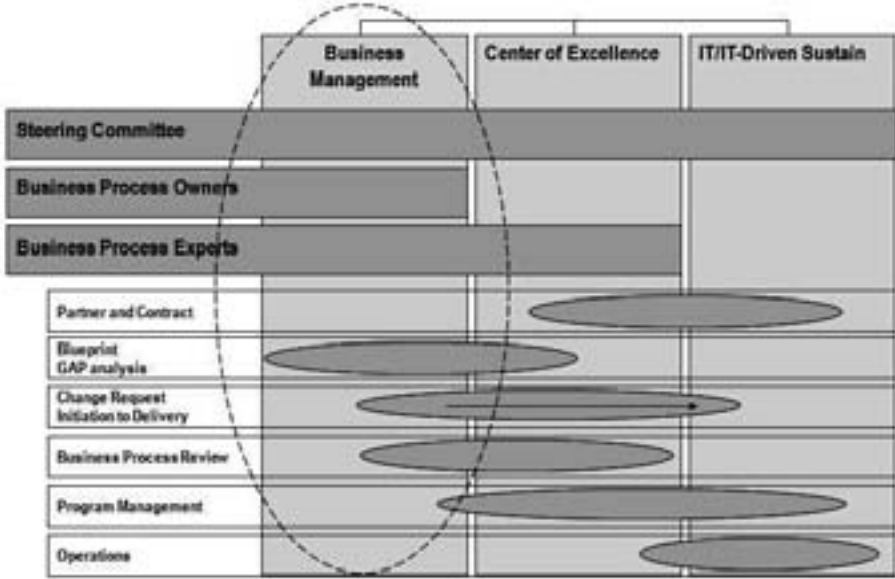 Business
Management
Center of Excellence
IT/IT-Driven Sustain
Steering Committee
Business Process Owners
Business Process Experts
Partner and Contract
Blueprint
GAP analysis
Change Request
Initiation to Delivery
Business Process Review
Program Management
Operations